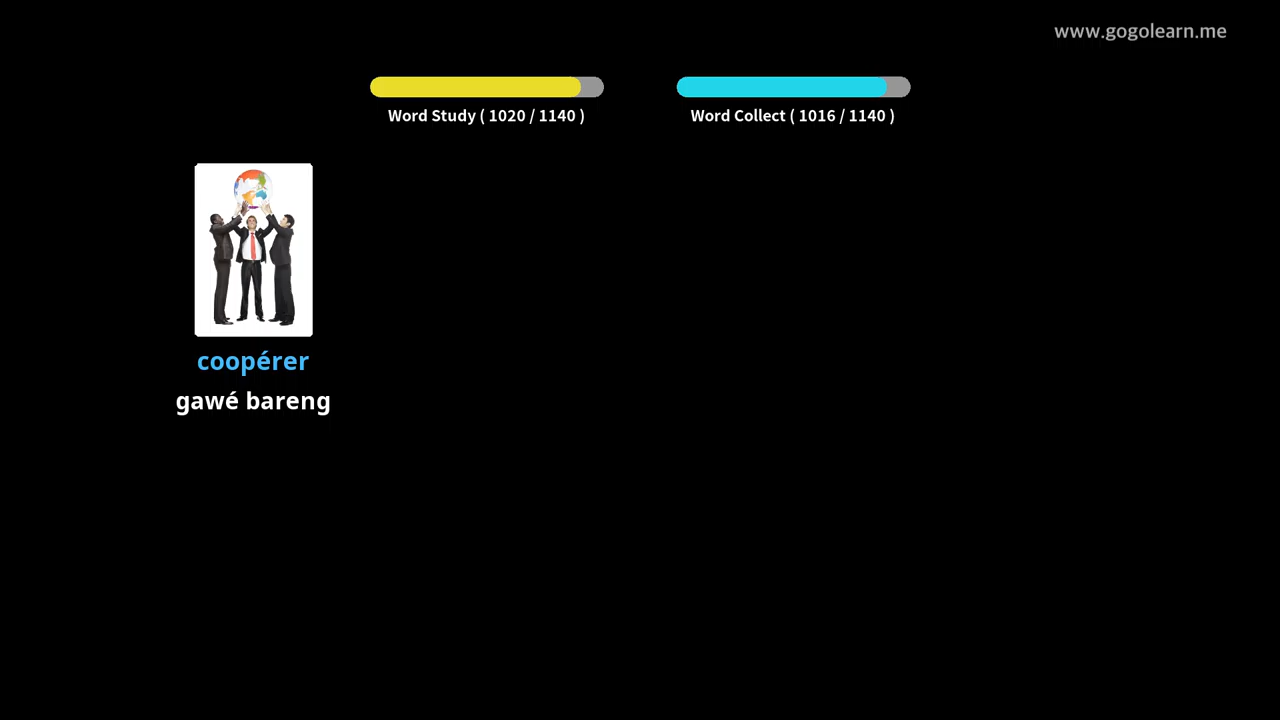 www.gogolearn.me
Word Study ( 1020 / 1140 )
Word Collect ( 1016 / 1140 )
coopérer
gawé bareng